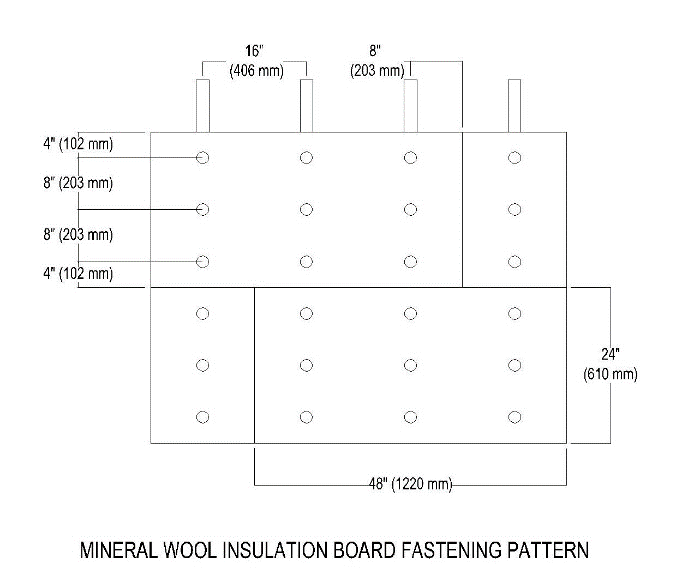 16"
(406 mm)
8"
(203 mm)
4" (102 mm)
8" (203 mm)
8" (203 mm)
4" (102 mm)
24"
(610 mm)
48" (1220 mm)
MINERAL WOOL INSULATION BOARD FASTENING PATTERN